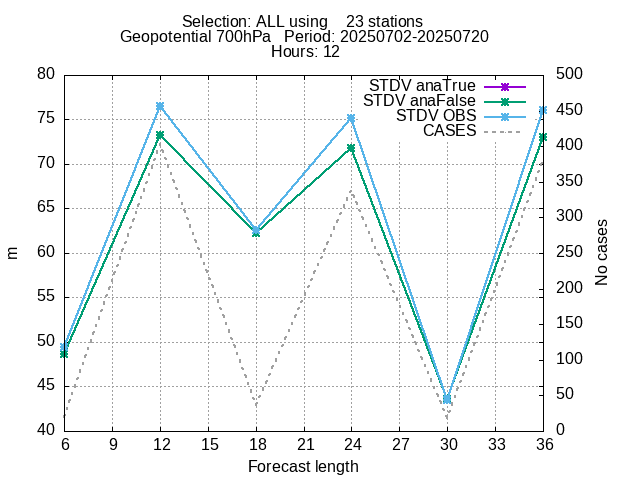 Selection: ALL using    23 stations
Geopotential 700hPa   Period: 20250702-20250720
Hours: 12
STDV anaTrue
STDV anaFalse
STDV OBS
CASES
80
75
70
65
60
55
50
45
40
500
450
400
350
300
250
200
150
100
50
0
m
No cases
6 9 12 15 18 21 24 27 30 33 36
Forecast length